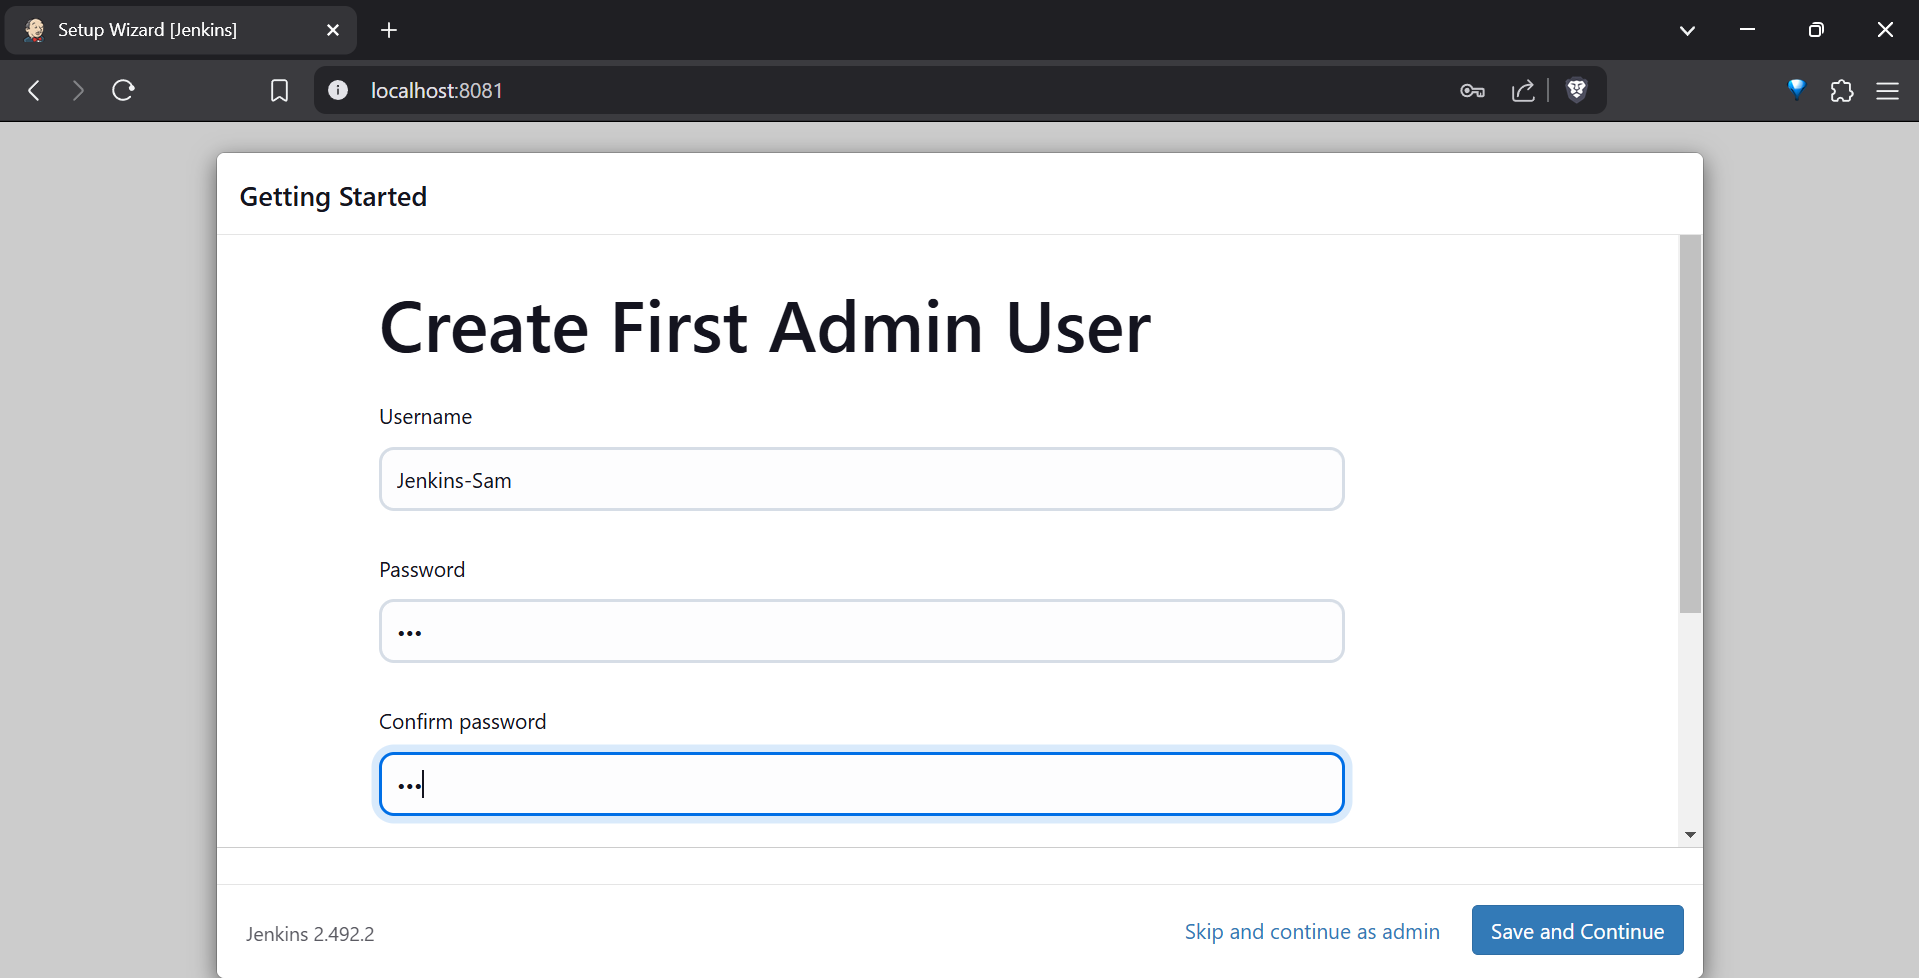 Setup Wizard [Jenkins]
localhost:8081
Getting Started
Create First Admin User
Username
Jenkins-Sam
Password
•••
Confirm password
•••
Jenkins 2.492.2
Skip and continue as admin
Save and Continue